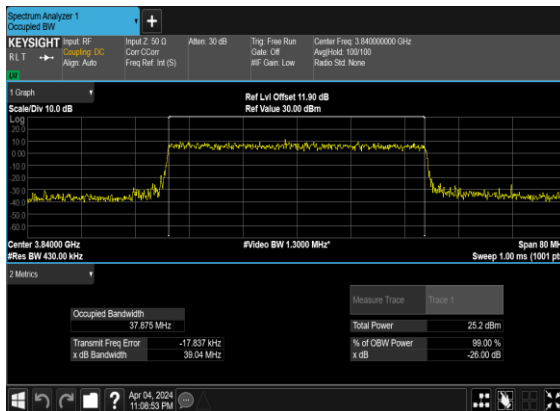 Spectrum Analyzer 1
Occupied BW
KEYSIGHT
Input: RF
Input Z: 50 Ω
Atten: 30 dB
Trig: Free Run
Center Freq: 3.840000000 GHz
R L T
Coupling: DC
Corr CCorr
Gate: Off
Avg|Hold: 100/100
Align: Auto
Freq Ref: Int (S)
#IF Gain: Low
Radio Std: None
1 Graph
Ref Lvl Offset 11.90 dB
Scale/Div 10.0 dB
Ref Value 30.00 dBm
Log
20.0
10.0
0.00
-10.0
-20.0
-30.0
-40.0
-50.0
-60.0
Center 3.84000 GHz
#Video BW 1.3000 MHz*
Span 80 MH
#Res BW 430.00 kHz
Sweep 1.00 ms (1001 pt
2 Metrics
Measure Trace
Trace 1
Occupied Bandwidth
37.875 MHz
Total Power
25.2 dBm
Transmit Freq Error
-17.837 kHz
% of OBW Power
99.00 %
x dB Bandwidth
39.04 MHz
x dB
-26.00 dB
Apr 04, 2024
11:08:53 PM